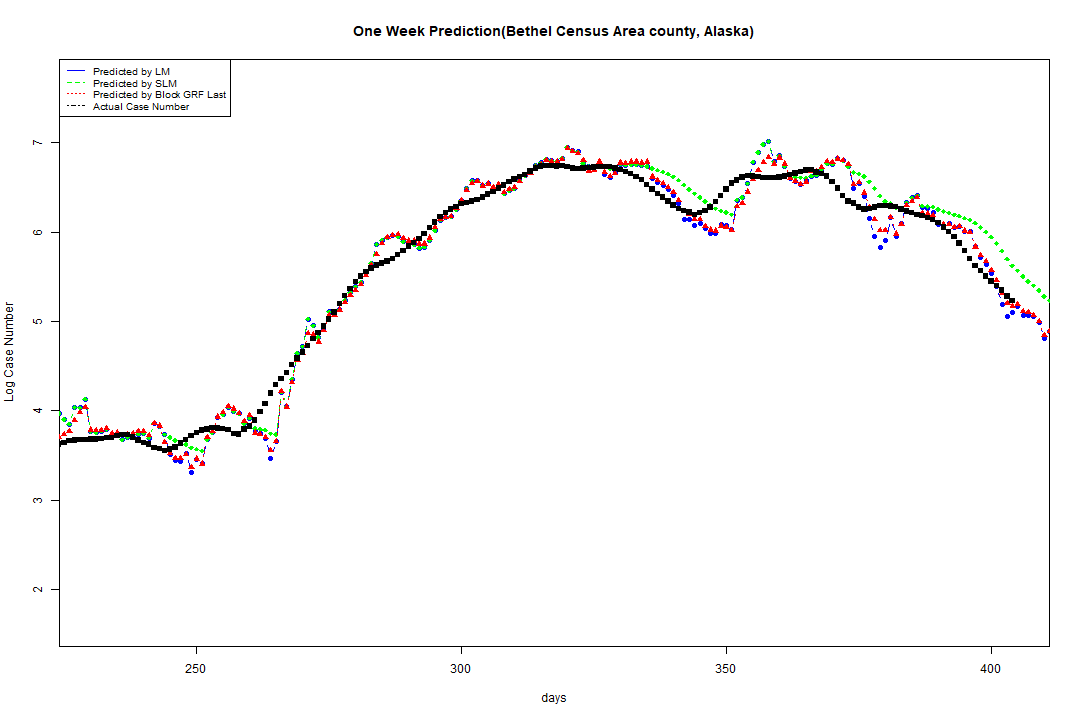 One Week Prediction(Bethel Census Area county, Alaska)
Predicted by LM
Predicted by SLM
Predicted by Block GRF Last
Actual Case Number
7
6
5
4
3
2
Log Case Number
250 300 350 400
days